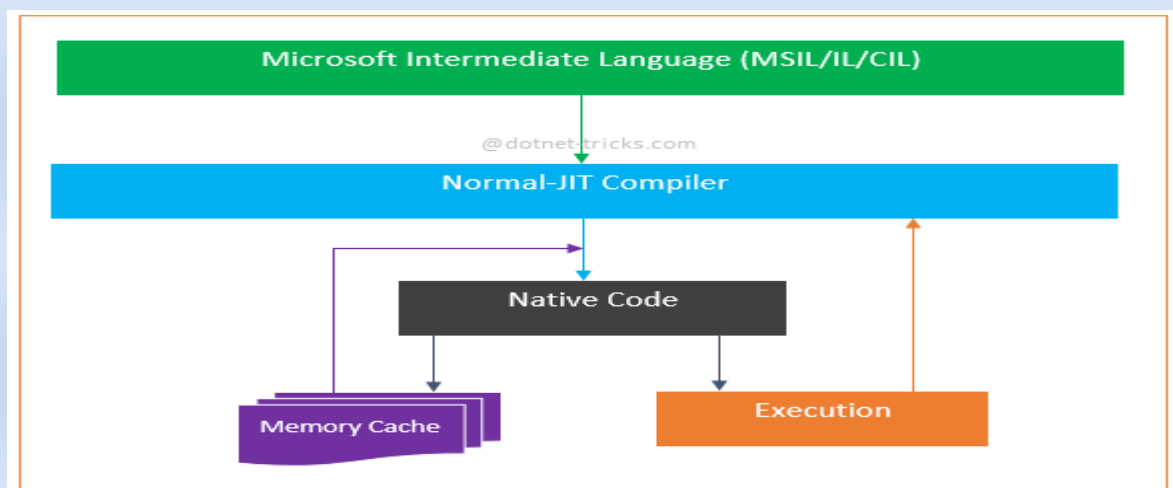 Microsoft Intermediate Language (MSIL/IL/CIL)
@dotnet-tricks.com
Normal-JIT Compiler
Native Code
Memory Cache
Execution